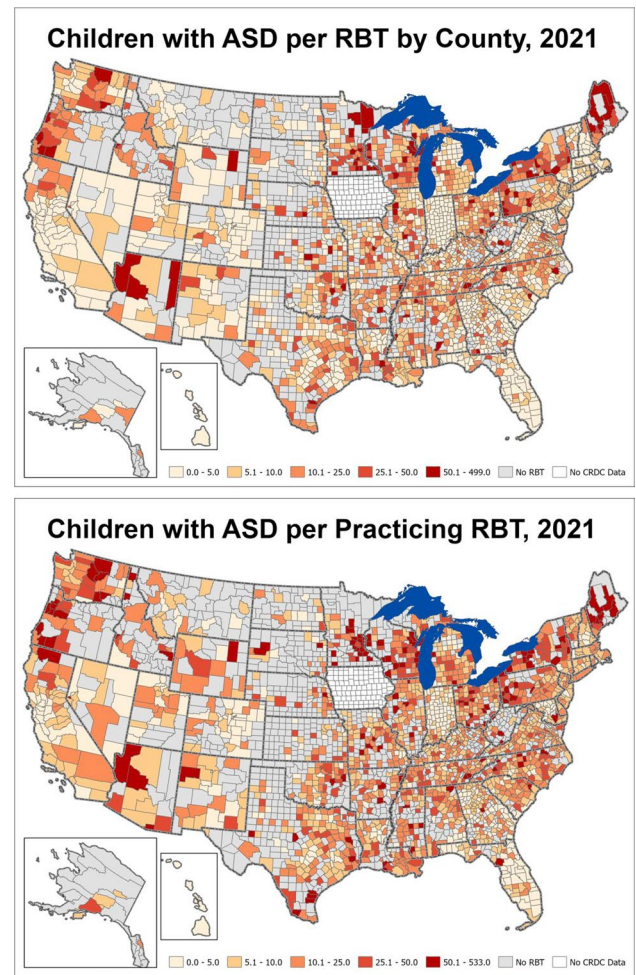 Children with ASD per RBT by County, 2021
0.0 - 5.0 5.1 - 10.0 10.1 - 25.0 25.1 - 50.0 50.1 - 499.0 No RBT No CRDC Data
Children with ASD per Practicing RBT, 2021
0.0 - 5.0 5.1 - 10.0 10.1 - 25.0 25.1 - 50.0 50.1 - 533.0 No RBT No CRDC Data